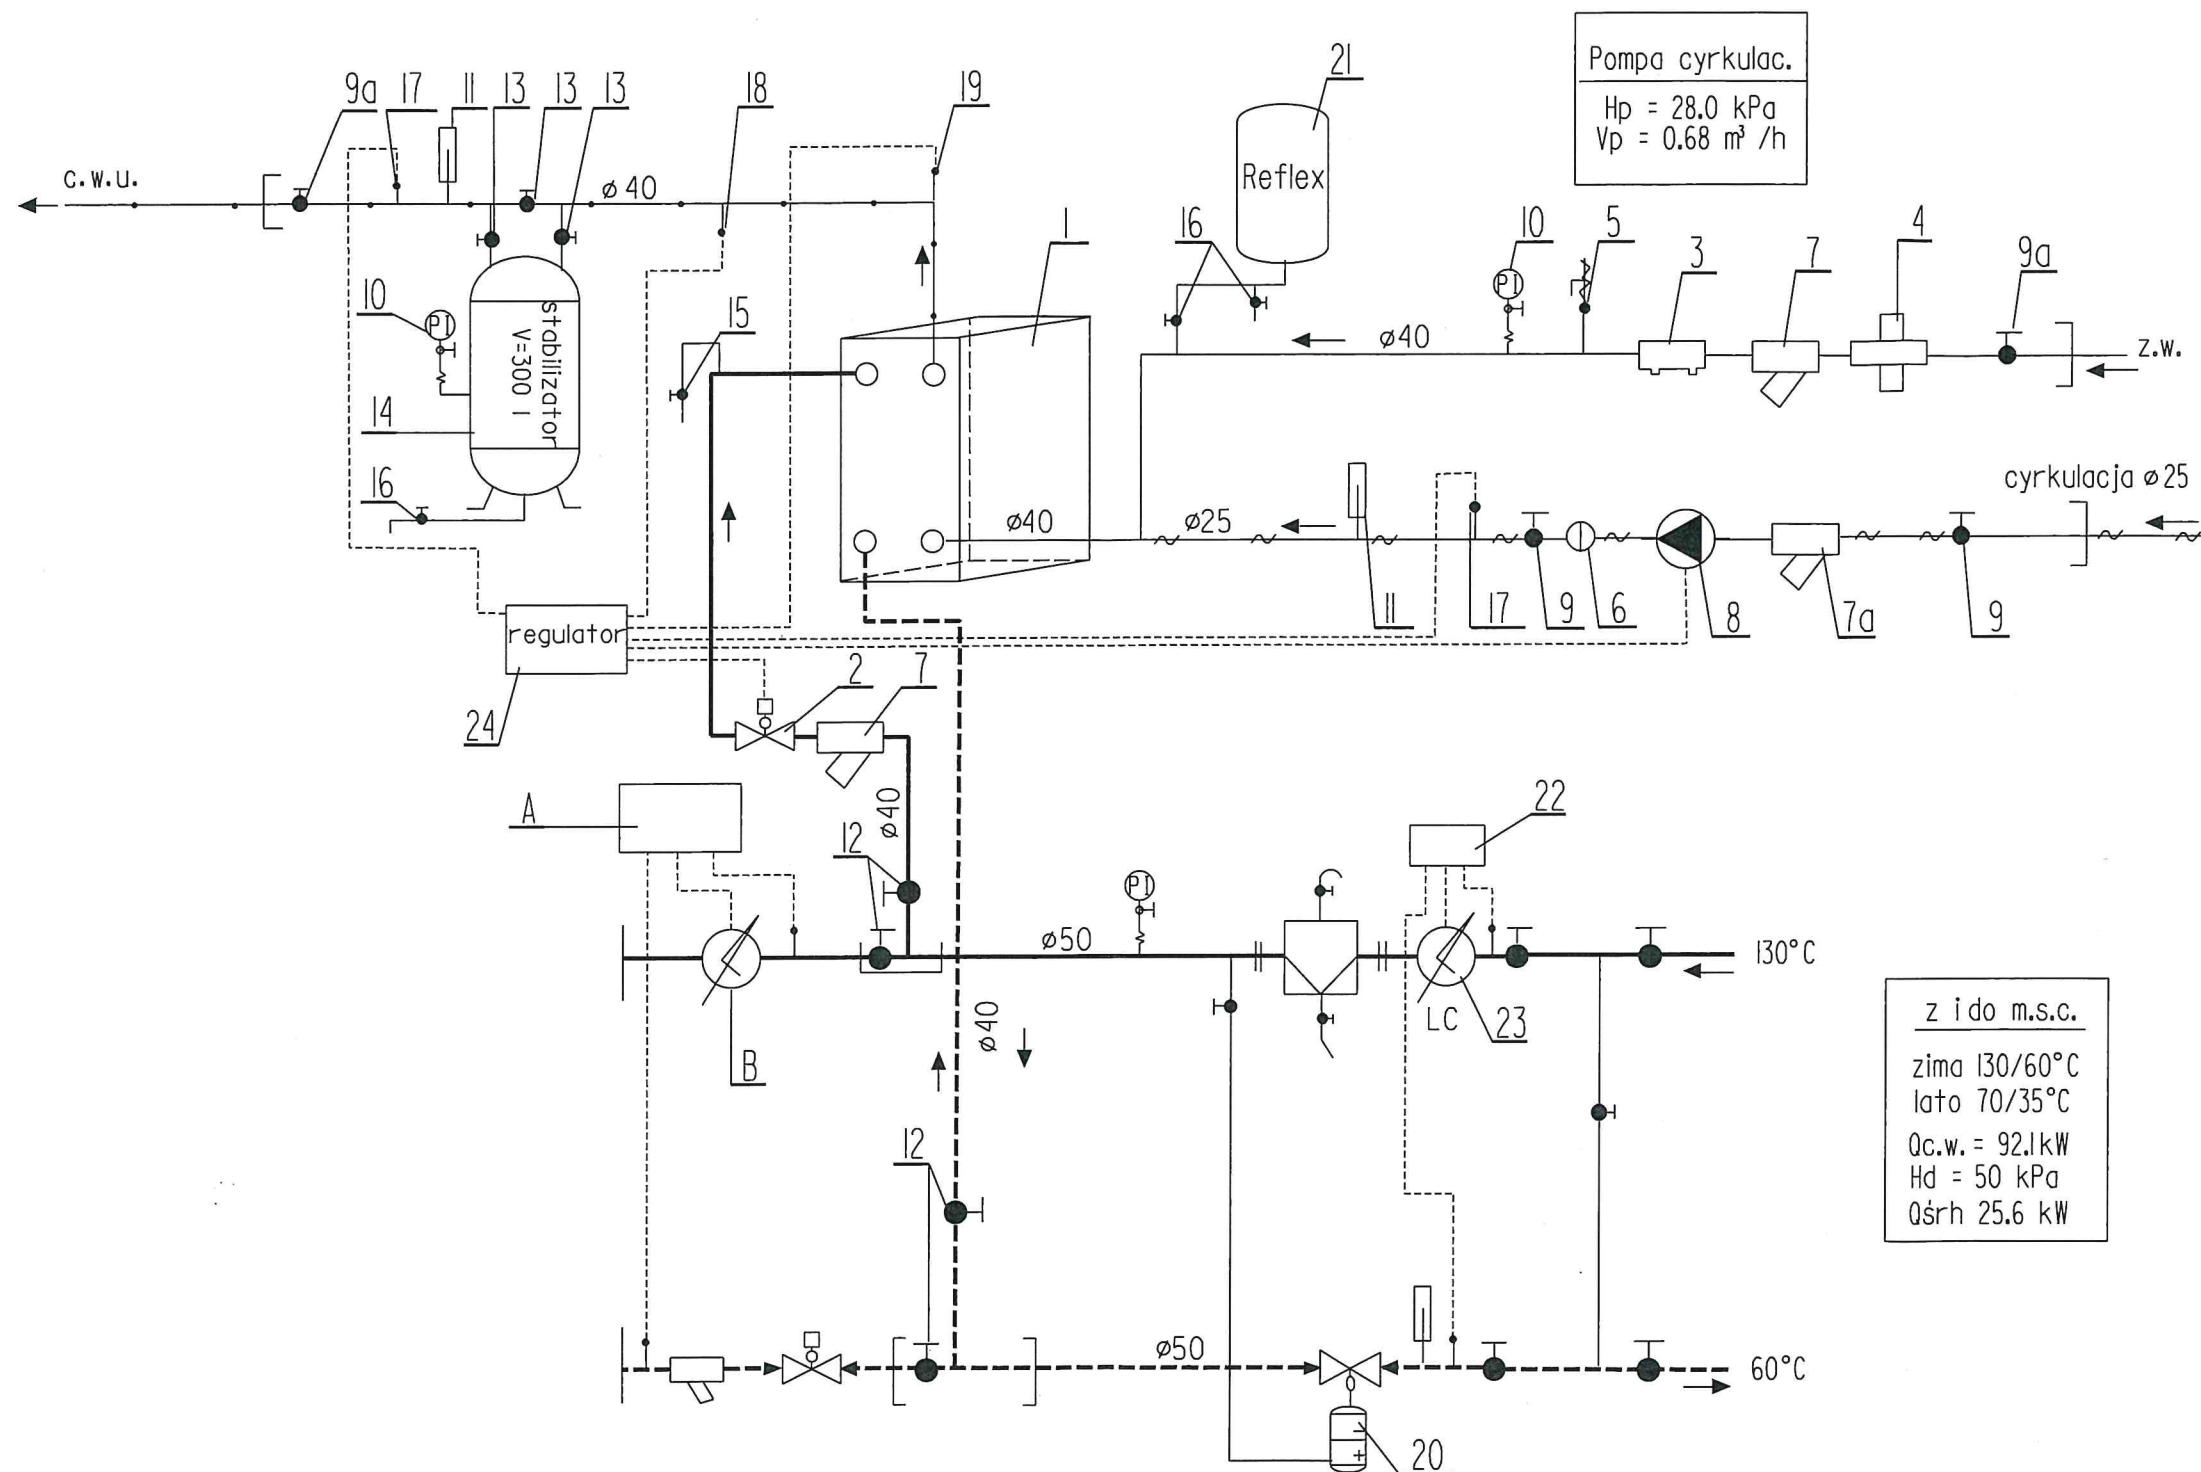 Pompa cyrkulac.
Hp = 28.0 kPa
Vp = 0.68 m³ /h
9a
17
11
13
13
13
18
19
21
c.w.u.
ø 40
Reflex
16
10
5
3
7
4
9a
1
z.w.
ø40
10
PI
PI
15
stabilizator
V=300 l
14
16
cyrkulacja ø 25
ø40
ø25
11
17
9
6
8
7a
9
regulator
24
2
7
ø40
A
12
22
PI
ø50
130°C
LC
23
B
ø40
z i do m.s.c.
zima 130/60°C
lato 70/35°C
Qc.w. = 92.1kW
Hd = 50 kPa
Qśrh 25.6 kW
12
ø50
60°C
20